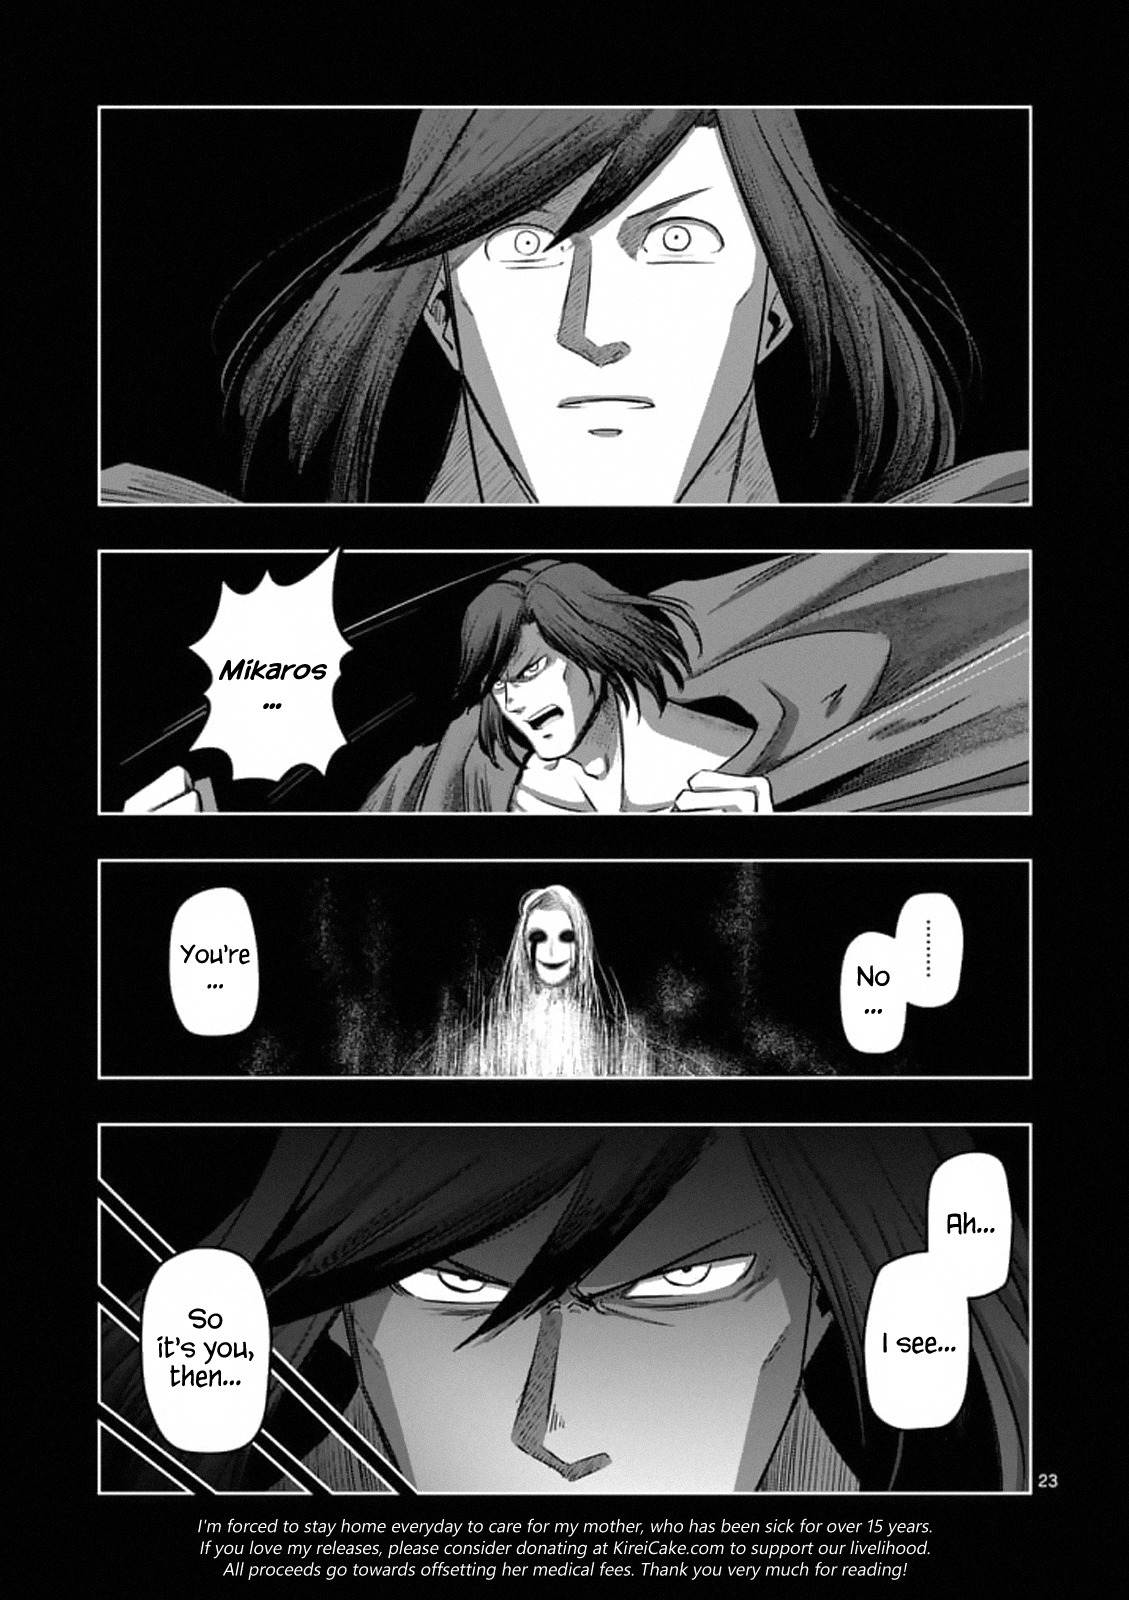 Mikaros
...
.........
No
...
You're
...
Ah...
I see...
So
it's you,
then...
23
I'm forced to stay home everyday to care for my mother, who has been sick for over 15 years.
If you love my releases, please consider donating at KireiCake.com to support our livelihood.
All proceeds go towards offsetting her medical fees. Thank you very much for reading!